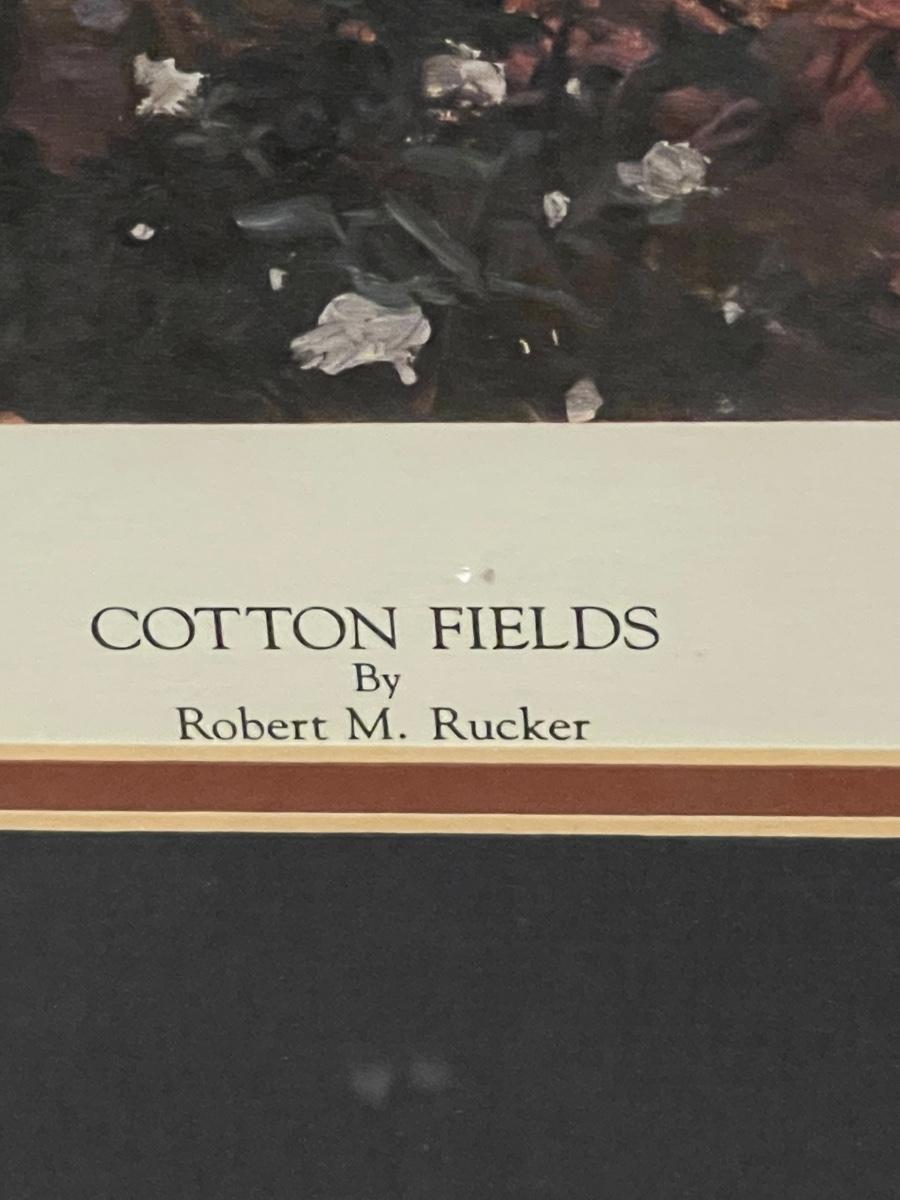 COTTON FIELDS
By
Robert M. Rucker